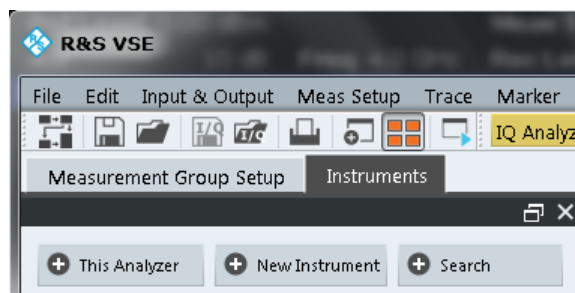 R&S VSE
File Edit Input & Output Meas Setup Trace Marker
I/Q I/Q IQ Analyz
Measurement Group Setup Instruments
This Analyzer New Instrument Search